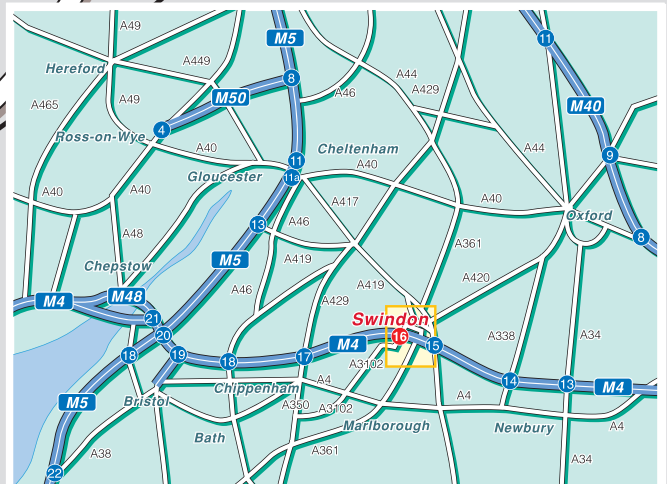 A49
M5
11
Hereford
A449
A44
8
A429
A465
A49
M50
A46
M40
Ross-on-Wye
4
A44
9
A40
11
Cheltenham
Gloucester
11a
A40
A40
A40
A417
A40
Oxford
A48
13
A46
8
A361
Chepstow
M5
A419
A420
A46
A419
M4
M48
A429
21
Swindon
20
16
A338
A34
M4
15
18
19
18
17
A3102
14
13
M4
M5
Chippenham
A4
Bristol
A350
A3102
A4
Marlborough
Newbury
A4
Bath
A38
A361
A34
22